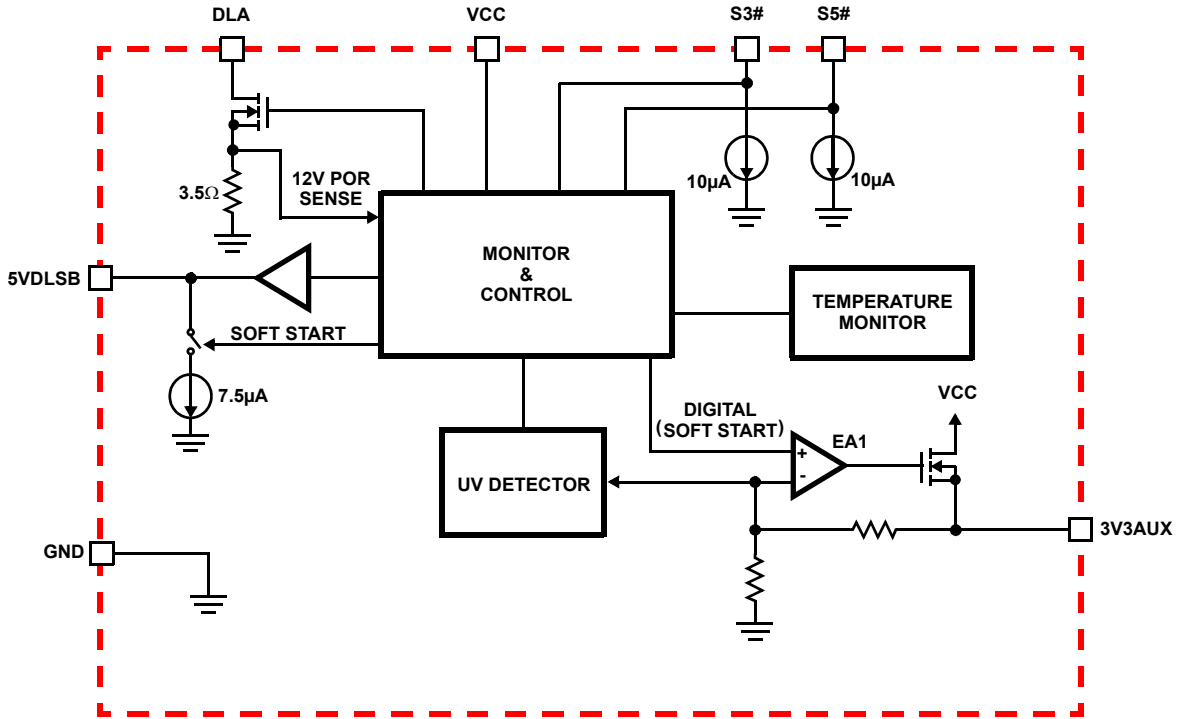 DLA
VCC
S3#
S5#
3.5Ω
12V POR
SENSE
10µA
10µA
MONITOR
&
CONTROL
5VDLSB
TEMPERATURE
MONITOR
SOFT START
7.5µA
VCC
DIGITAL
(SOFT START)
EA1
+
-
UV DETECTOR
3V3AUX
GND